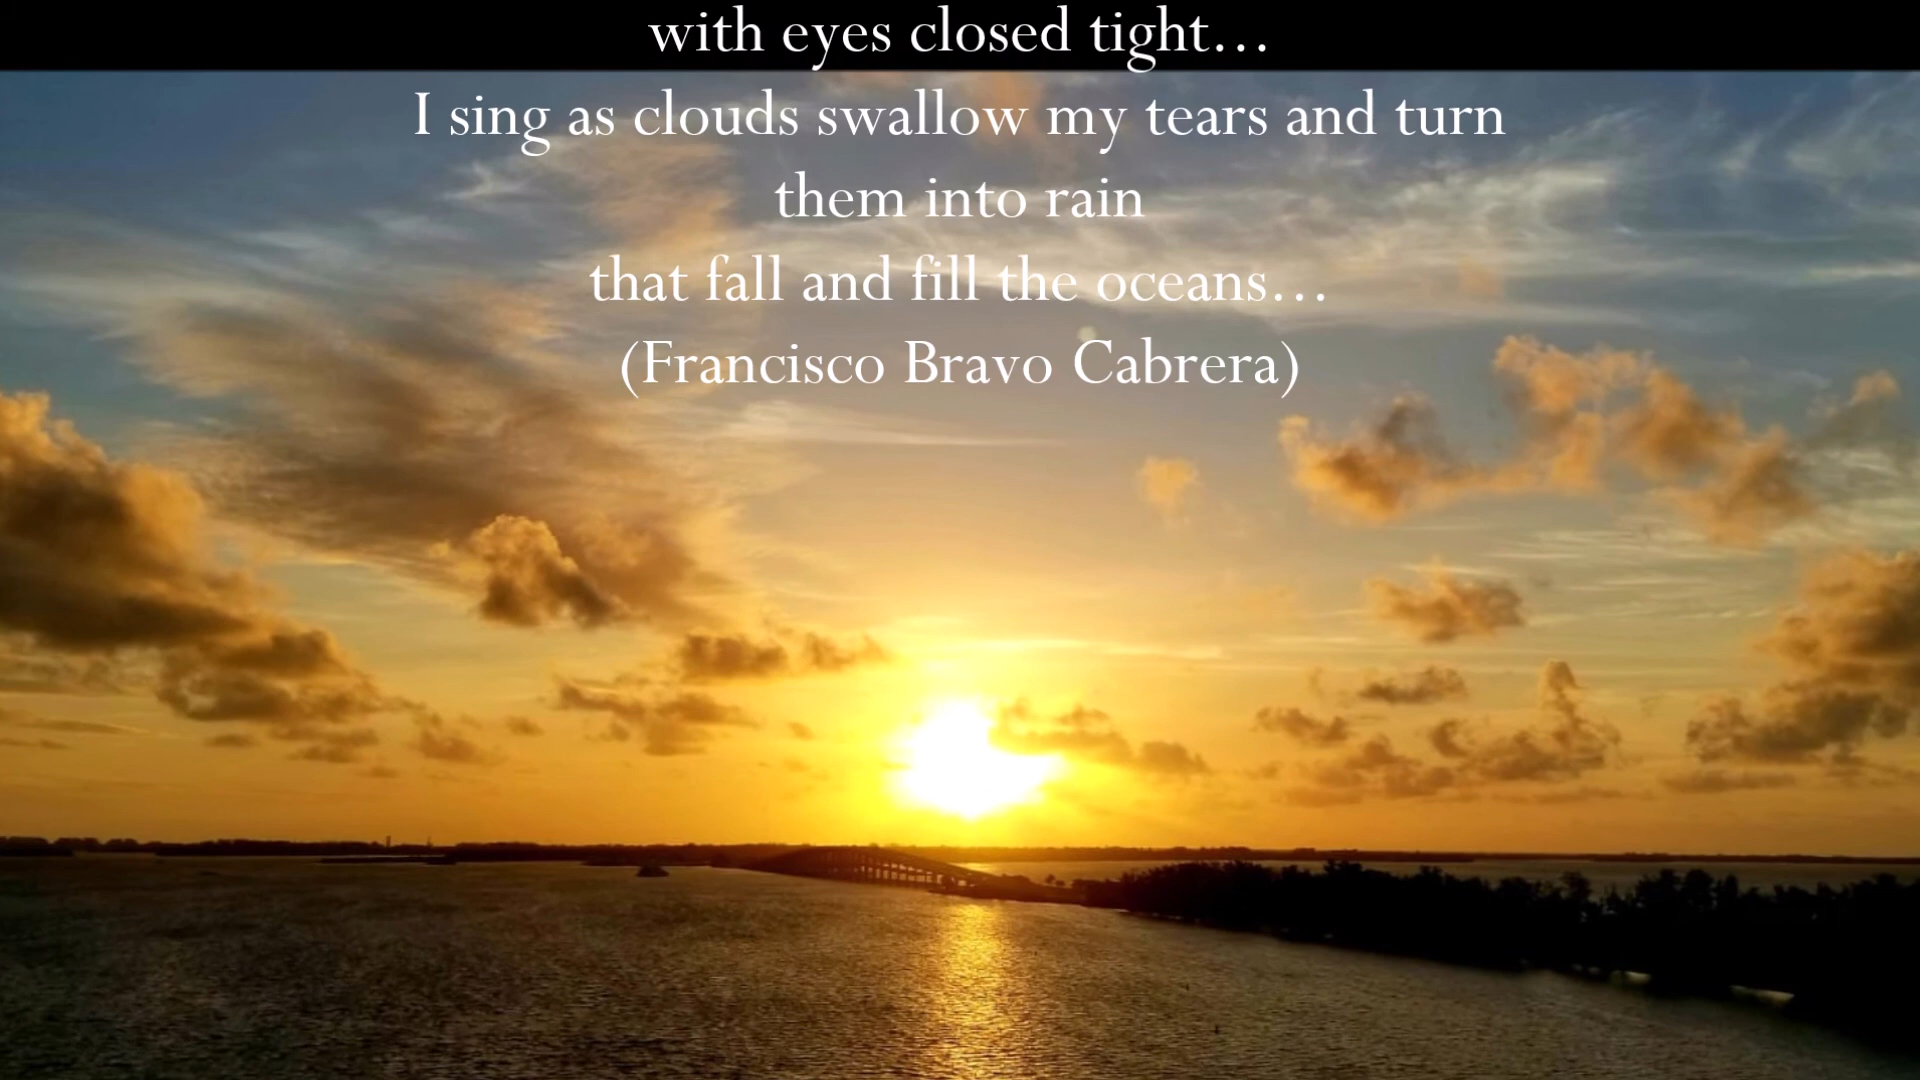 with eyes closed tight…
I sing as clouds swallow my tears and turn
them into rain
that fall and fill the oceans…
(Francisco Bravo Cabrera)